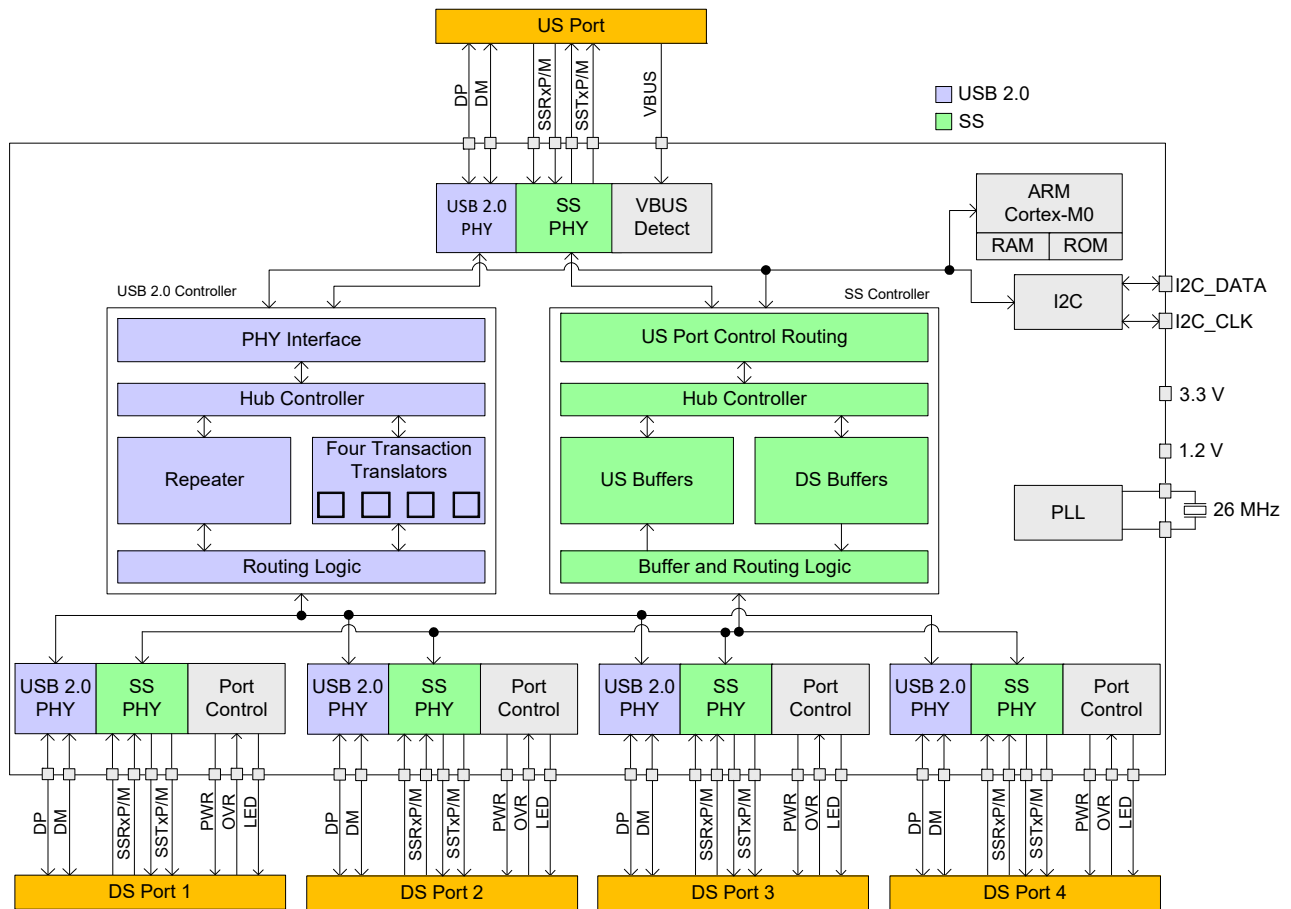 US Port
DP
DM
SSRxP/M
SSTxP/M
VBUS
USB 2.0
SS
USB 2.0
PHY
SS
PHY
VBUS
Detect
ARM
Cortex-M0
RAM
ROM
I2C
I2C_DATA
I2C_CLK
USB 2.0 Controller
SS Controller
PHY Interface
US Port Control Routing
Hub Controller
Hub Controller
3.3 V
1.2 V
Repeater
Four Transaction
Translators
US Buffers
DS Buffers
PLL
26 MHz
Routing Logic
Buffer and Routing Logic
USB 2.0
PHY
SS
PHY
Port
Control
USB 2.0
PHY
SS
PHY
Port
Control
USB 2.0
PHY
SS
PHY
Port
Control
USB 2.0
PHY
SS
PHY
Port
Control
DP
DM
SSRxP/M
SSTxP/M
PWR
OVR
LED
DP
DM
SSRxP/M
SSTxP/M
PWR
OVR
LED
DP
DM
SSRxP/M
SSTxP/M
PWR
OVR
LED
DP
DM
SSRxP/M
SSTxP/M
PWR
OVR
LED
DS Port 1
DS Port 2
DS Port 3
DS Port 4